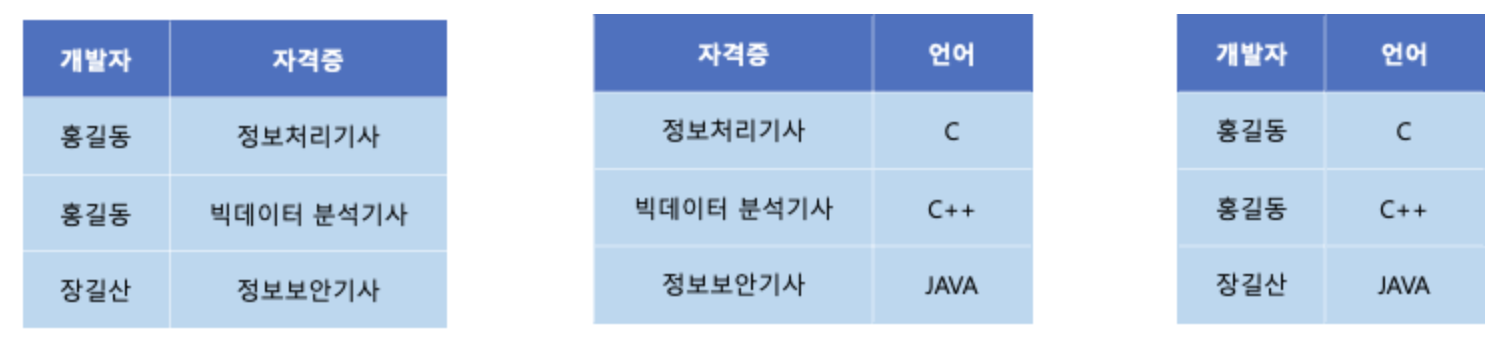 개발자 자격증
홍길동 정보처리기사
홍길동 빅데이터 분석기사
장길산 정보보안기사
자격증 언어
정보처리기사 C
빅데이터 분석기사 C++
정보보안기사 JAVA
개발자 언어
홍길동 C
홍길동 C++
장길산 JAVA